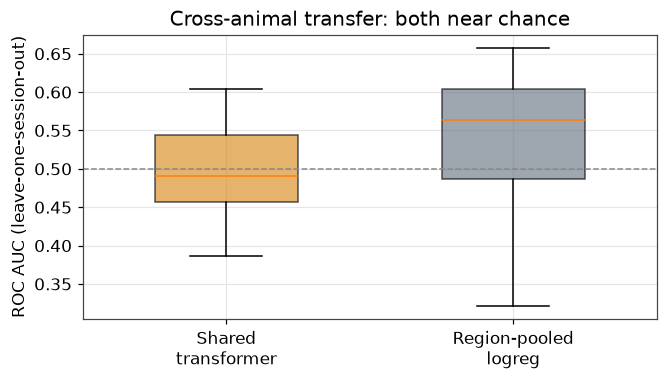 Cross-animal transfer: both near chance
ROC AUC (leave-one-session-out)
0.65
0.60
0.55
0.50
0.45
0.40
0.35
Shared
transformer
Region-pooled
logreg